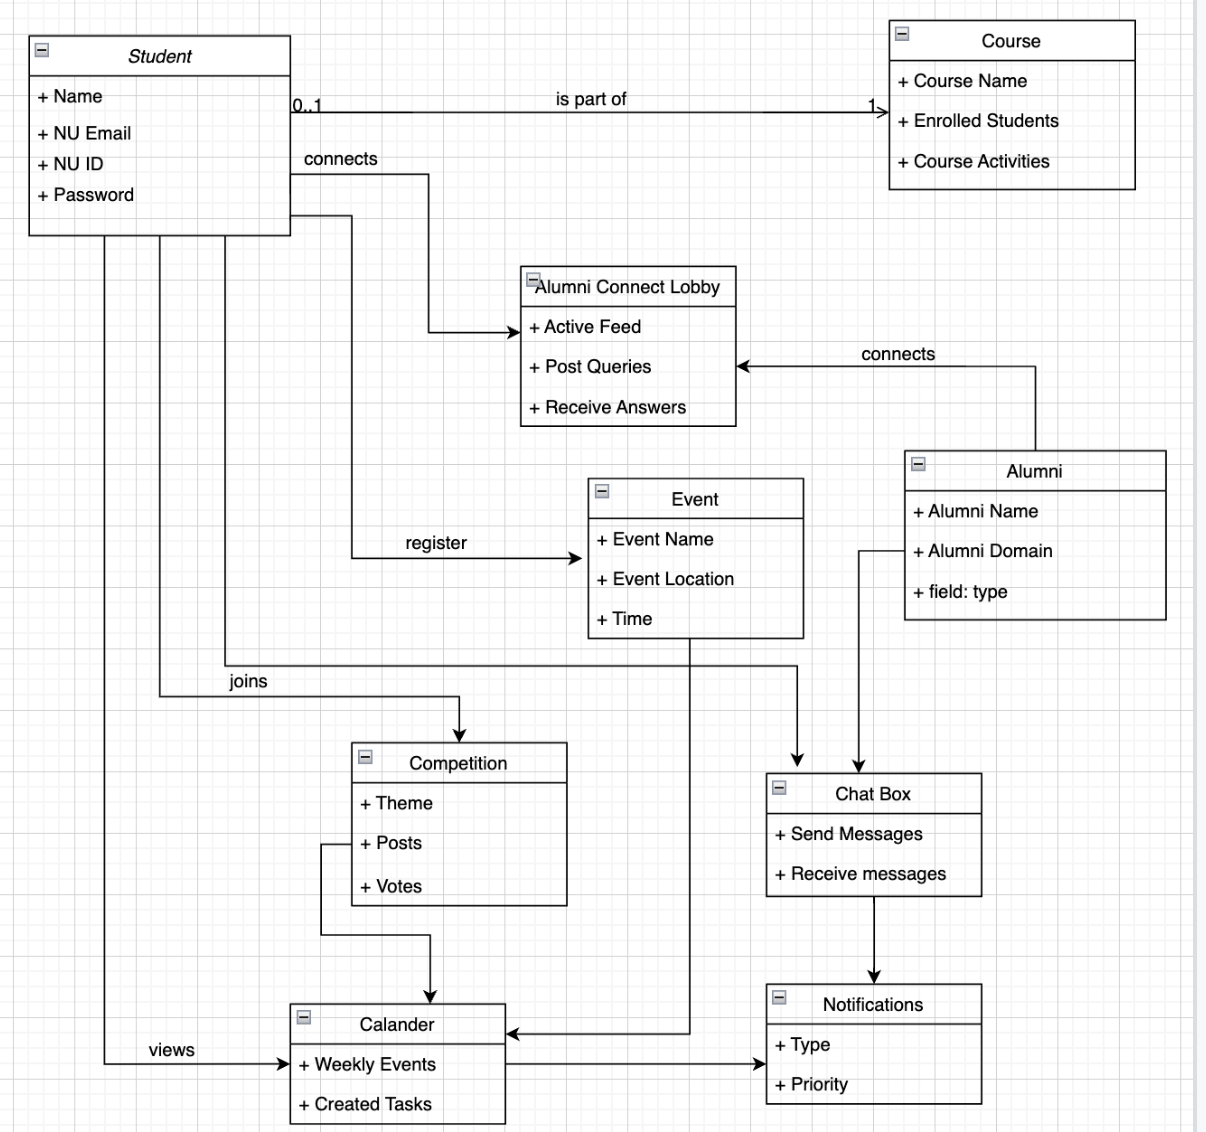 Student
+ Name
+ NU Email
+ NU ID
+ Password
0..1
is part of
1
Course
+ Course Name
+ Enrolled Students
+ Course Activities
connects
Alumni Connect Lobby
+ Active Feed
+ Post Queries
+ Receive Answers
connects
Alumni
+ Alumni Name
+ Alumni Domain
+ field: type
Event
+ Event Name
+ Event Location
+ Time
register
joins
Competition
+ Theme
+ Posts
+ Votes
Chat Box
+ Send Messages
+ Receive messages
Calander
+ Weekly Events
+ Created Tasks
views
Notifications
+ Type
+ Priority